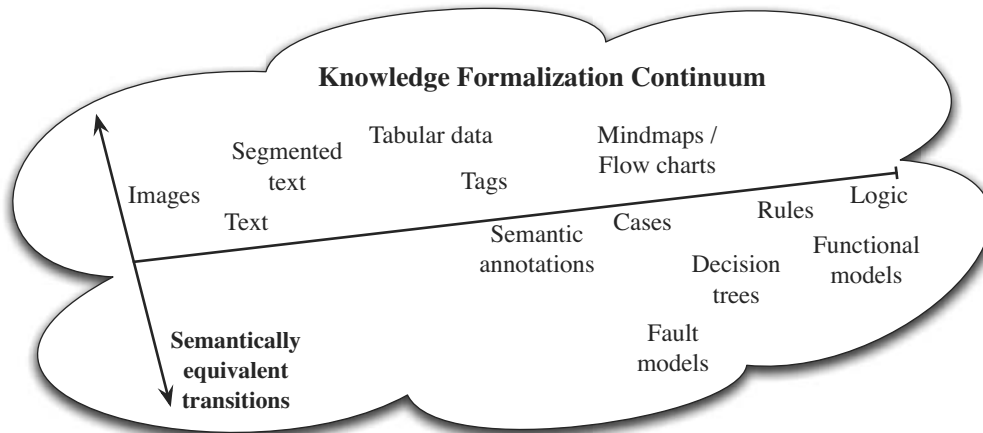 Knowledge Formalization Continuum
Tabular data
Mindmaps /
Flow charts
Segmented
text
Tags
Images
Text
Logic
Rules
Cases
Semantic
annotations
Functional
models
Decision
trees
Fault
models
Semantically
equivalent
transitions